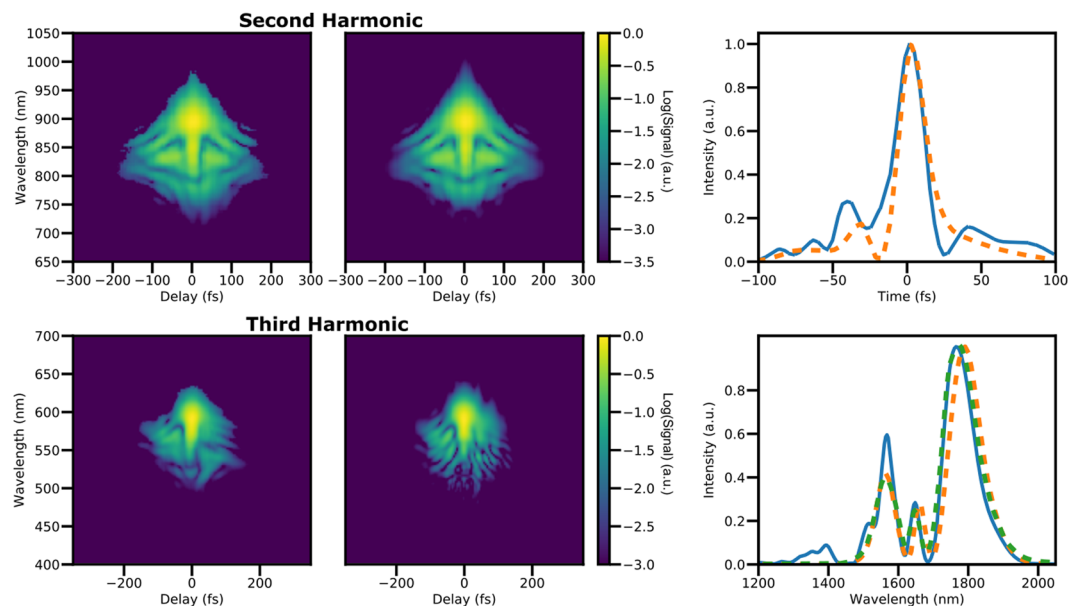 Second Harmonic
1050
1000
950
900
850
800
750
700
650
Wavelength (nm)
−300 −200 −100 0 100 200 300
Delay (fs)
−300 −200 −100 0 100 200 300
Delay (fs)
0.0
−0.5
−1.0
−1.5
−2.0
−2.5
−3.0
−3.5
Log(Signal) (a.u.)
1.0
0.8
0.6
0.4
0.2
0.0
Intensity (a.u.)
−100 −50 0 50 100
Time (fs)
Third Harmonic
700
650
600
550
500
450
400
Wavelength (nm)
−200 0 200
Delay (fs)
−200 0 200
Delay (fs)
0.0
−0.5
−1.0
−1.5
−2.0
−2.5
−3.0
Log(Signal) (a.u.)
0.8
0.6
0.4
0.2
0.0
Intensity (a.u.)
1200 1400 1600 1800 2000
Wavelength (nm)